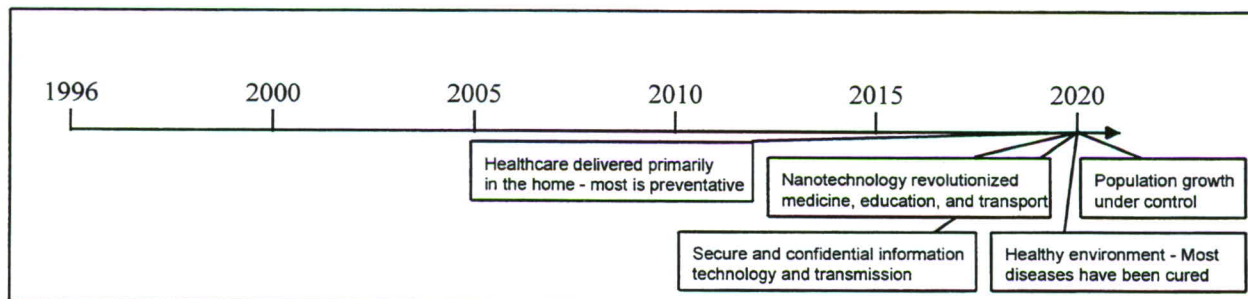 1996 2000 2005 2010 2015 2020
Healthcare delivered primarily
in the home - most is preventative
Nanotechnology revolutionized
medicine, education, and transport
Population growth
under control
Secure and confidential information
technology and transmission
Healthy environment - Most
diseases have been cured